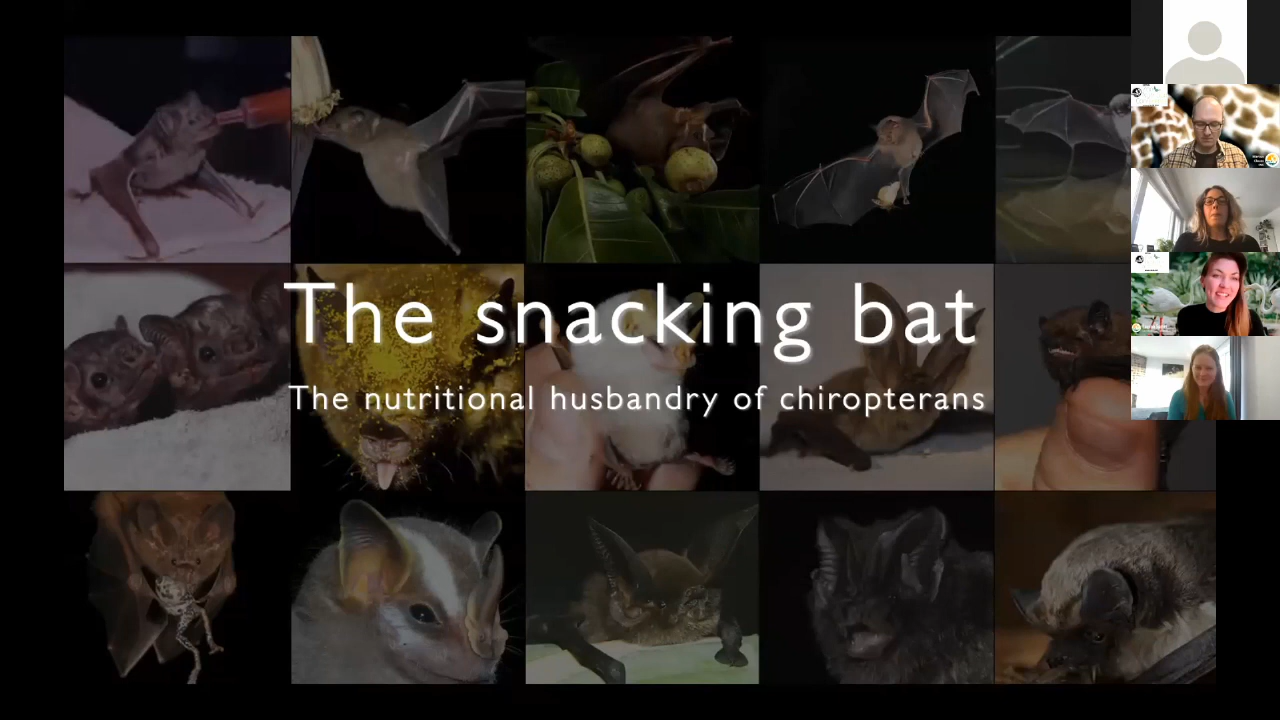 The snacking bat
The nutritional husbandry of chiropterans